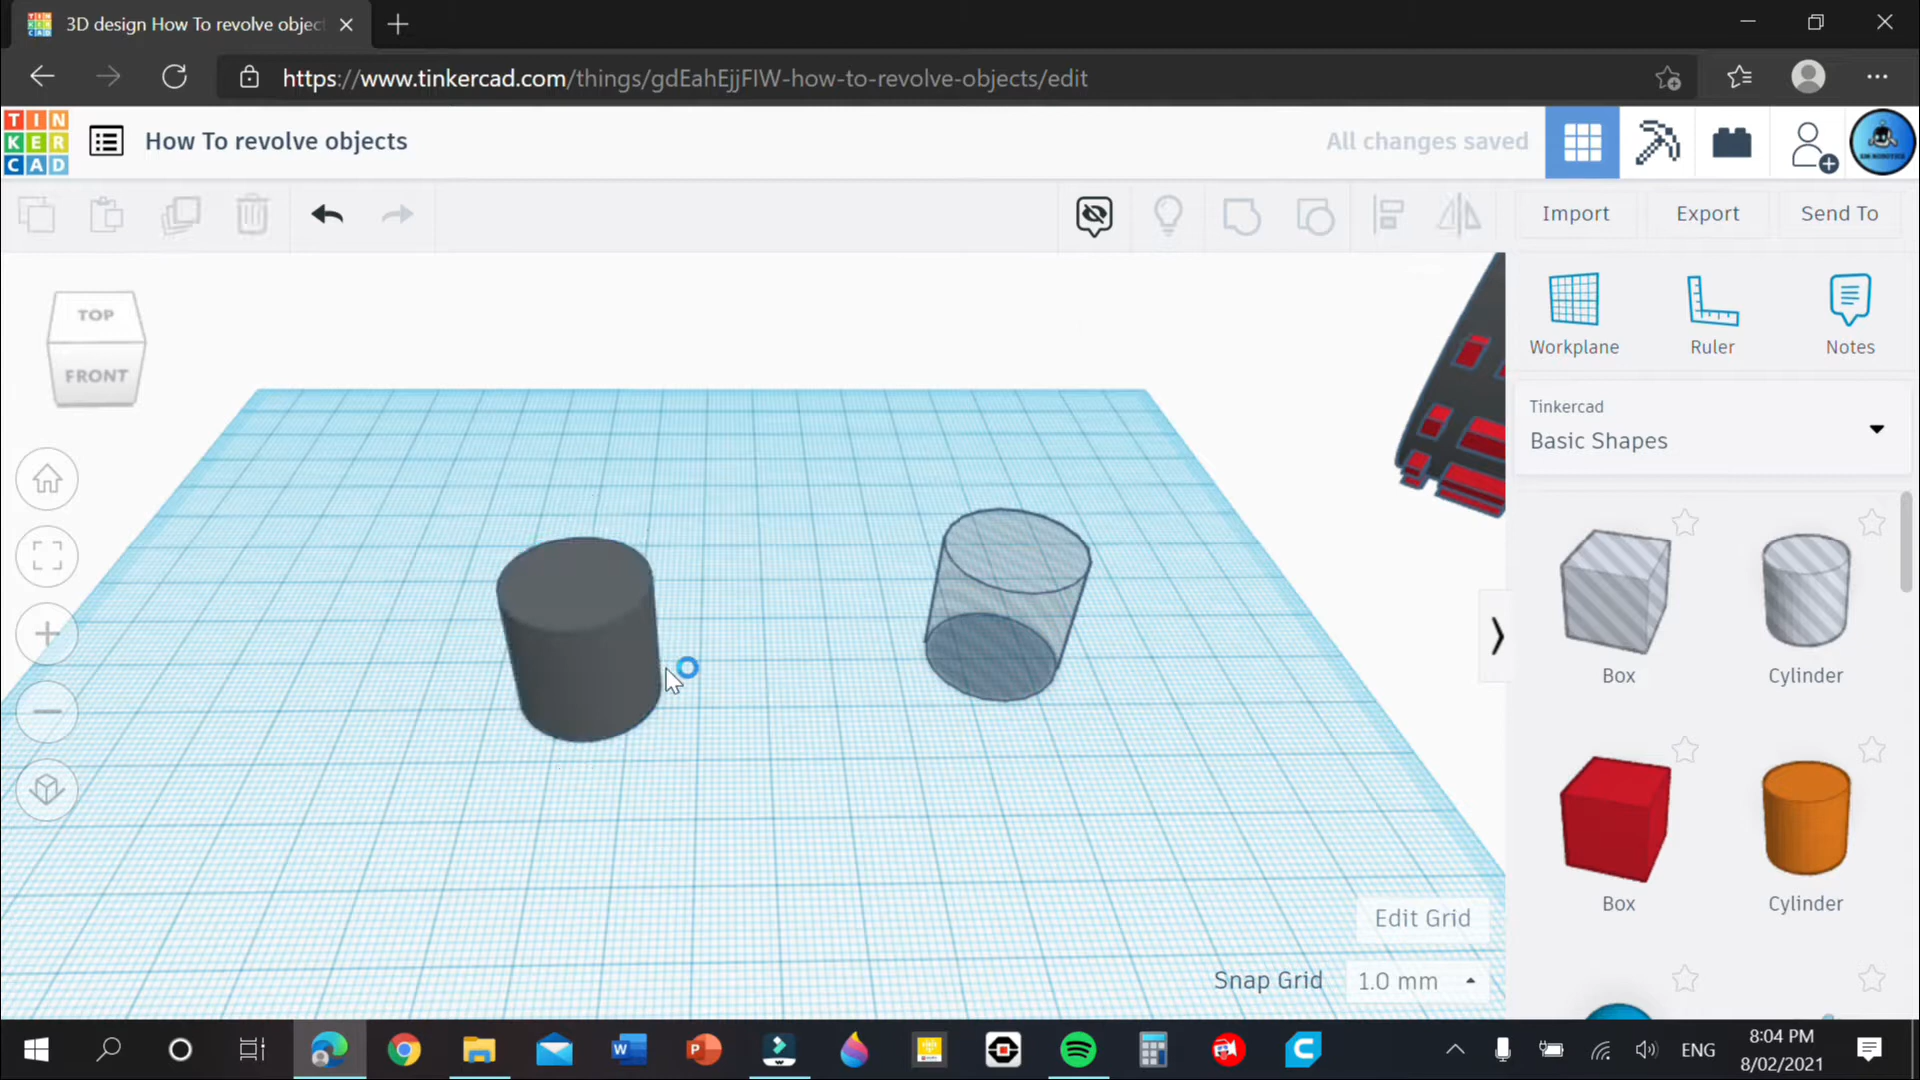 3D design How To revolve objec
https://www.tinkercad.com/things/gdEahEjjFIW-how-to-revolve-objects/edit
TIN
KER
CAD
How To revolve objects
All changes saved
Import
Export
Send To
TOP
FRONT
Workplane
Ruler
Notes
Tinkercad
Basic Shapes
Box
Cylinder
Box
Cylinder
Edit Grid
Snap Grid
1.0 mm
ENG
8:04 PM
8/02/2021